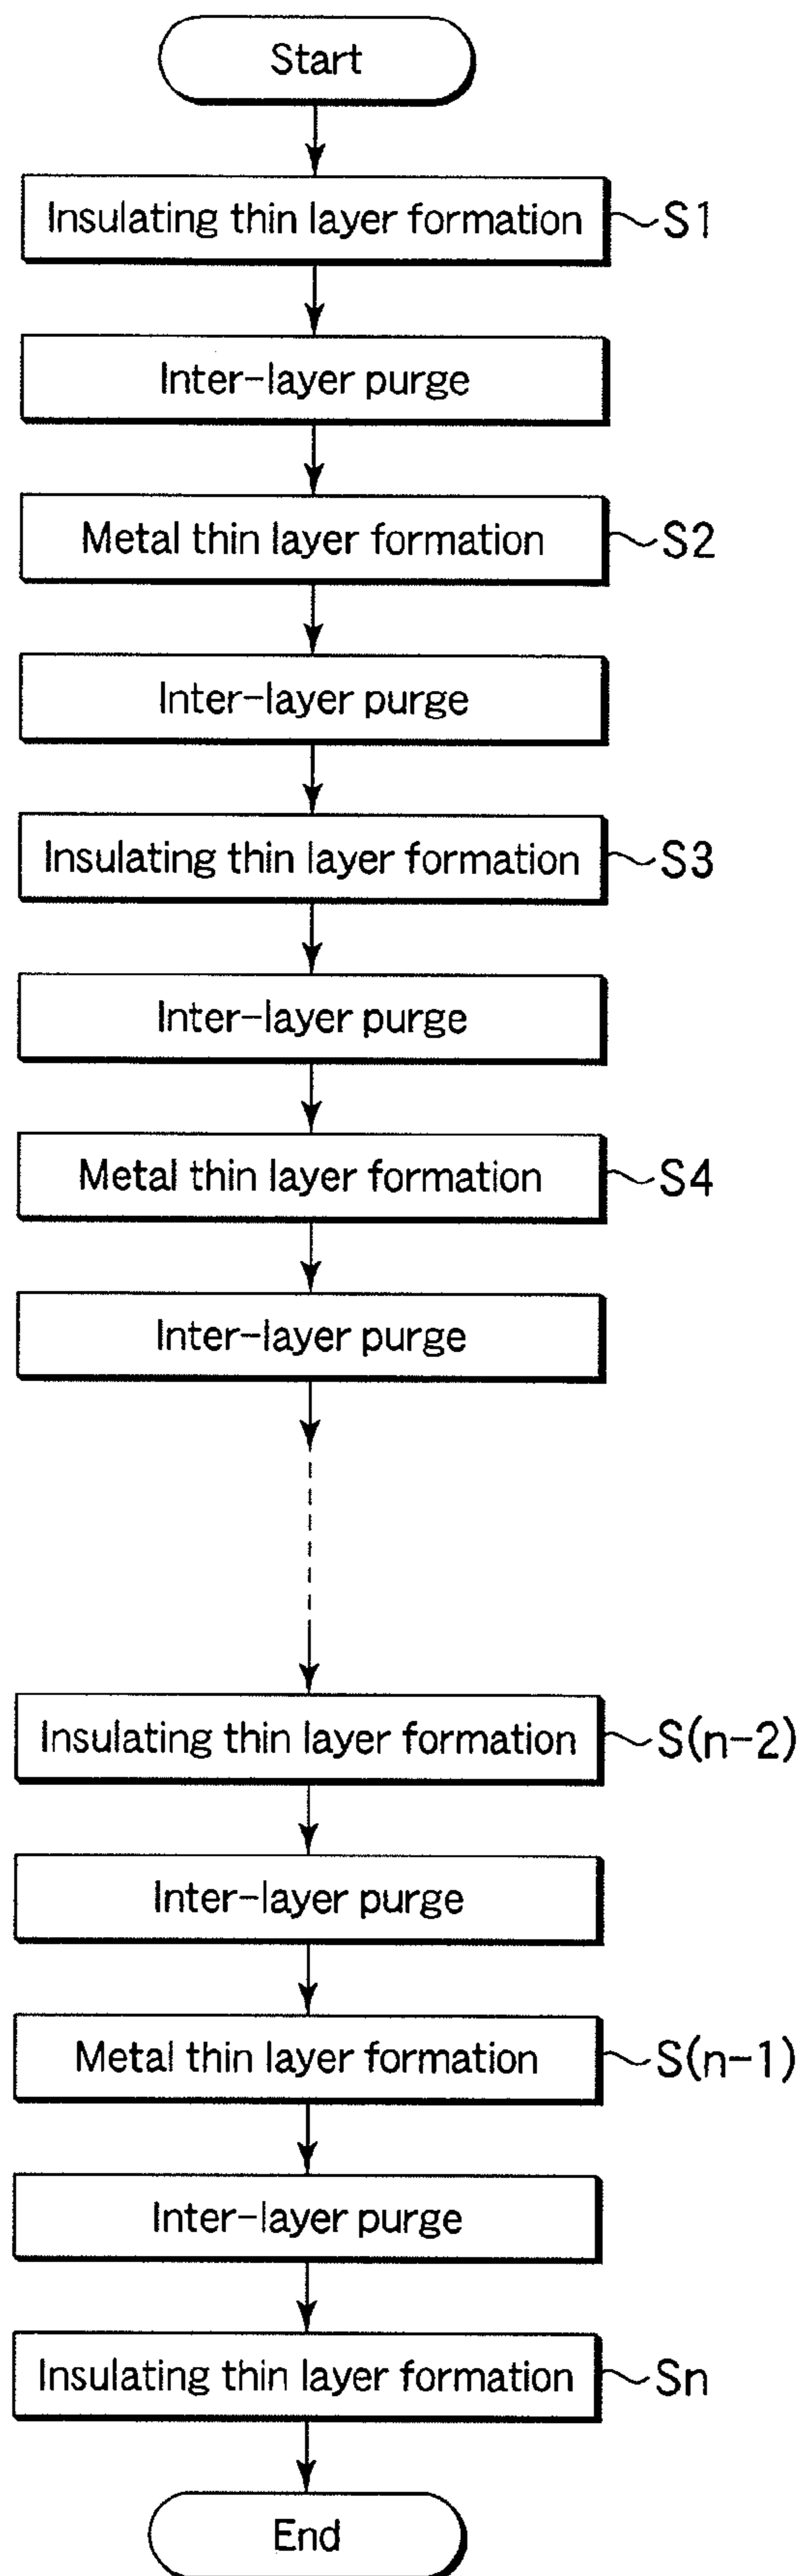 Start
Insulating thin layer formation S1
Inter-layer purge
Metal thin layer formation S2
Inter-layer purge
Insulating thin layer formation S3
Inter-layer purge
Metal thin layer formation S4
Inter-layer purge
Insulating thin layer formation S(n-2)
Inter-layer purge
Metal thin layer formation S(n-1)
Inter-layer purge
Insulating thin layer formation Sn
End